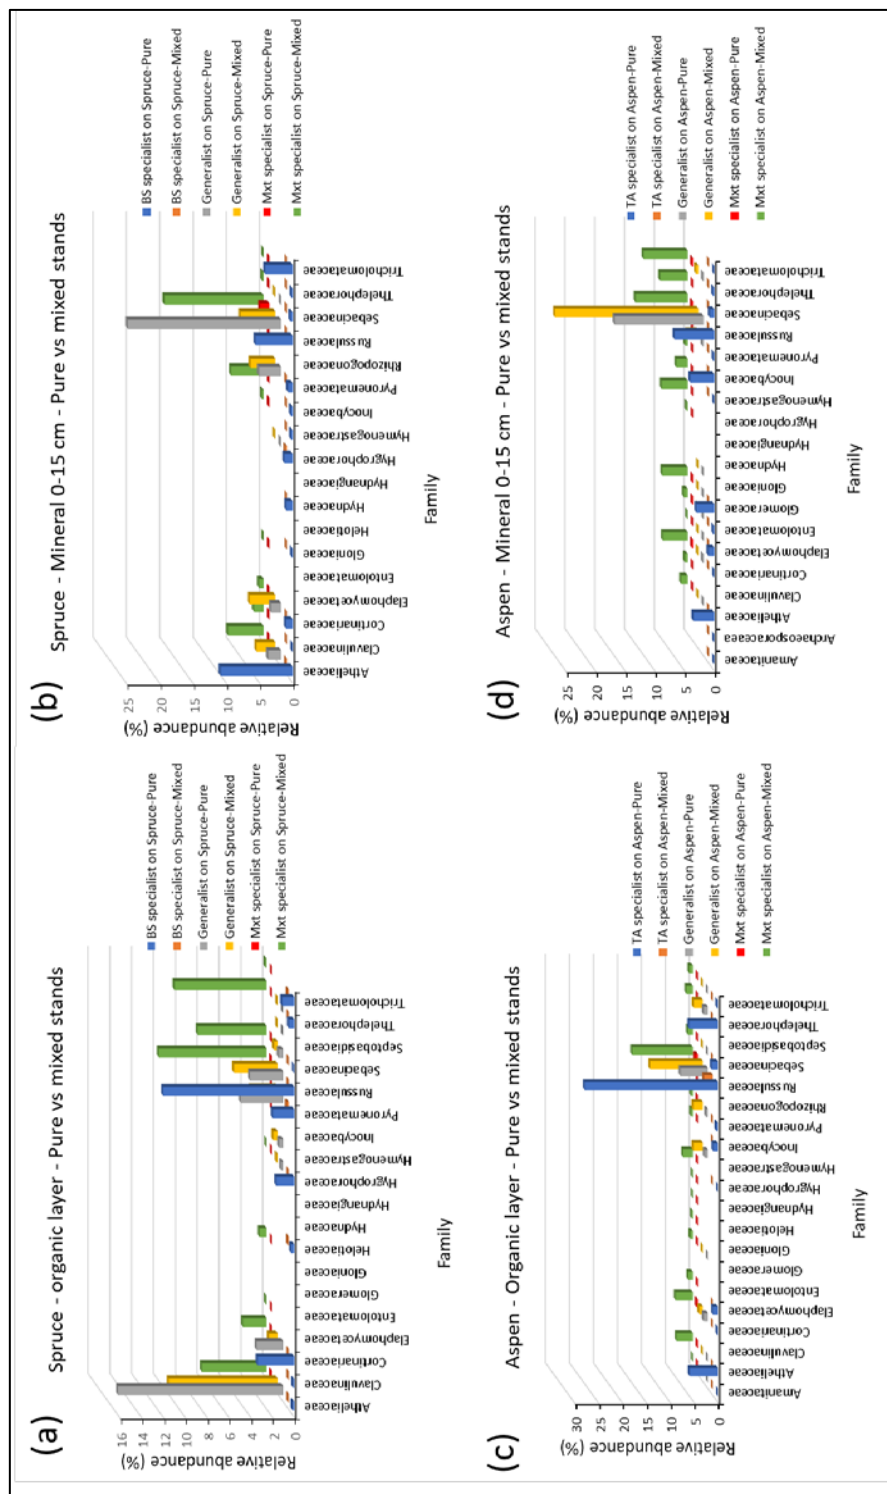 (a)
Spruce - organic layer - Pure vs mixed stands
Relative abundance (%)
16
14
12
10
8
6
4
2
0
Atheliaceae
Clavulinaceae
Cortinariaceae
Elaphomycetaceae
Entolomataceae
Glomeraceae
Gloniaceae
Helotiaceae
Hydnaceae
Hydnangiaceae
Hygrophoraceae
Hymenogastraceae
Inocybaceae
Pyronemataceae
Russulaceae
Sebacinaceae
Septobasidiaceae
Thelephoraceae
Tricholomataceae
Family
BS specialist on Spruce-Pure
BS specialist on Spruce-Mixed
Generalist on Spruce-Pure
Generalist on Spruce-Mixed
Mxt specialist on Spruce-Pure
Mxt specialist on Spruce-Mixed
(b)
Spruce - Mineral 0-15 cm - Pure vs mixed stands
Relative abundance (%)
25
20
15
10
5
0
Atheliaceae
Clavulinaceae
Cortinariaceae
Elaphomycetaceae
Entolomataceae
Gloniaceae
Helotiaceae
Hydnaceae
Hydnangiaceae
Hygrophoraceae
Hymenogastraceae
Inocybaceae
Pyronemataceae
Rhizopogonaceae
Russulaceae
Sebacinaceae
Thelephoraceae
Tricholomataceae
Family
BS specialist on Spruce-Pure
BS specialist on Spruce-Mixed
Generalist on Spruce-Pure
Generalist on Spruce-Mixed
Mxt specialist on Spruce-Pure
Mxt specialist on Spruce-Mixed
(c)
Aspen - Organic layer - Pure vs mixed stands
Relative abundance (%)
30
25
20
15
10
5
0
Amanitaceae
Atheliaceae
Clavulinaceae
Cortinariaceae
Elaphomycetaceae
Entolomataceae
Glomeraceae
Gloniaceae
Helotiaceae
Hydnangiaceae
Hygrophoraceae
Hymenogastraceae
Inocybaceae
Pyronemataceae
Rhizopogonaceae
Russulaceae
Sebacinaceae
Septobasidiaceae
Thelephoraceae
Tricholomataceae
Family
TA specialist on Aspen-Pure
TA specialist on Aspen-Mixed
Generalist on Aspen-Pure
Generalist on Aspen-Mixed
Mxt specialist on Aspen-Pure
Mxt specialist on Aspen-Mixed
(d)
Aspen - Mineral 0-15 cm - Pure vs mixed stands
Relative abundance (%)
25
20
15
10
5
0
Amanitaceae
Archaeosporaceaea
Atheliaceae
Clavulinaceae
Cortinariaceae
Elaphomycetaceae
Entolomataceae
Glomeraceae
Gloniaceae
Hydnaceae
Hydnangiaceae
Hygrophoraceae
Hymenogastraceae
Inocybaceae
Pyronemataceae
Russulaceae
Sebacinaceae
Thelephoraceae
Tricholomataceae
Family
TA specialist on Aspen-Pure
TA specialist on Aspen-Mixed
Generalist on Aspen-Pure
Generalist on Aspen-Mixed
Mxt specialist on Aspen-Pure
Mxt specialist on Aspen-Mixed